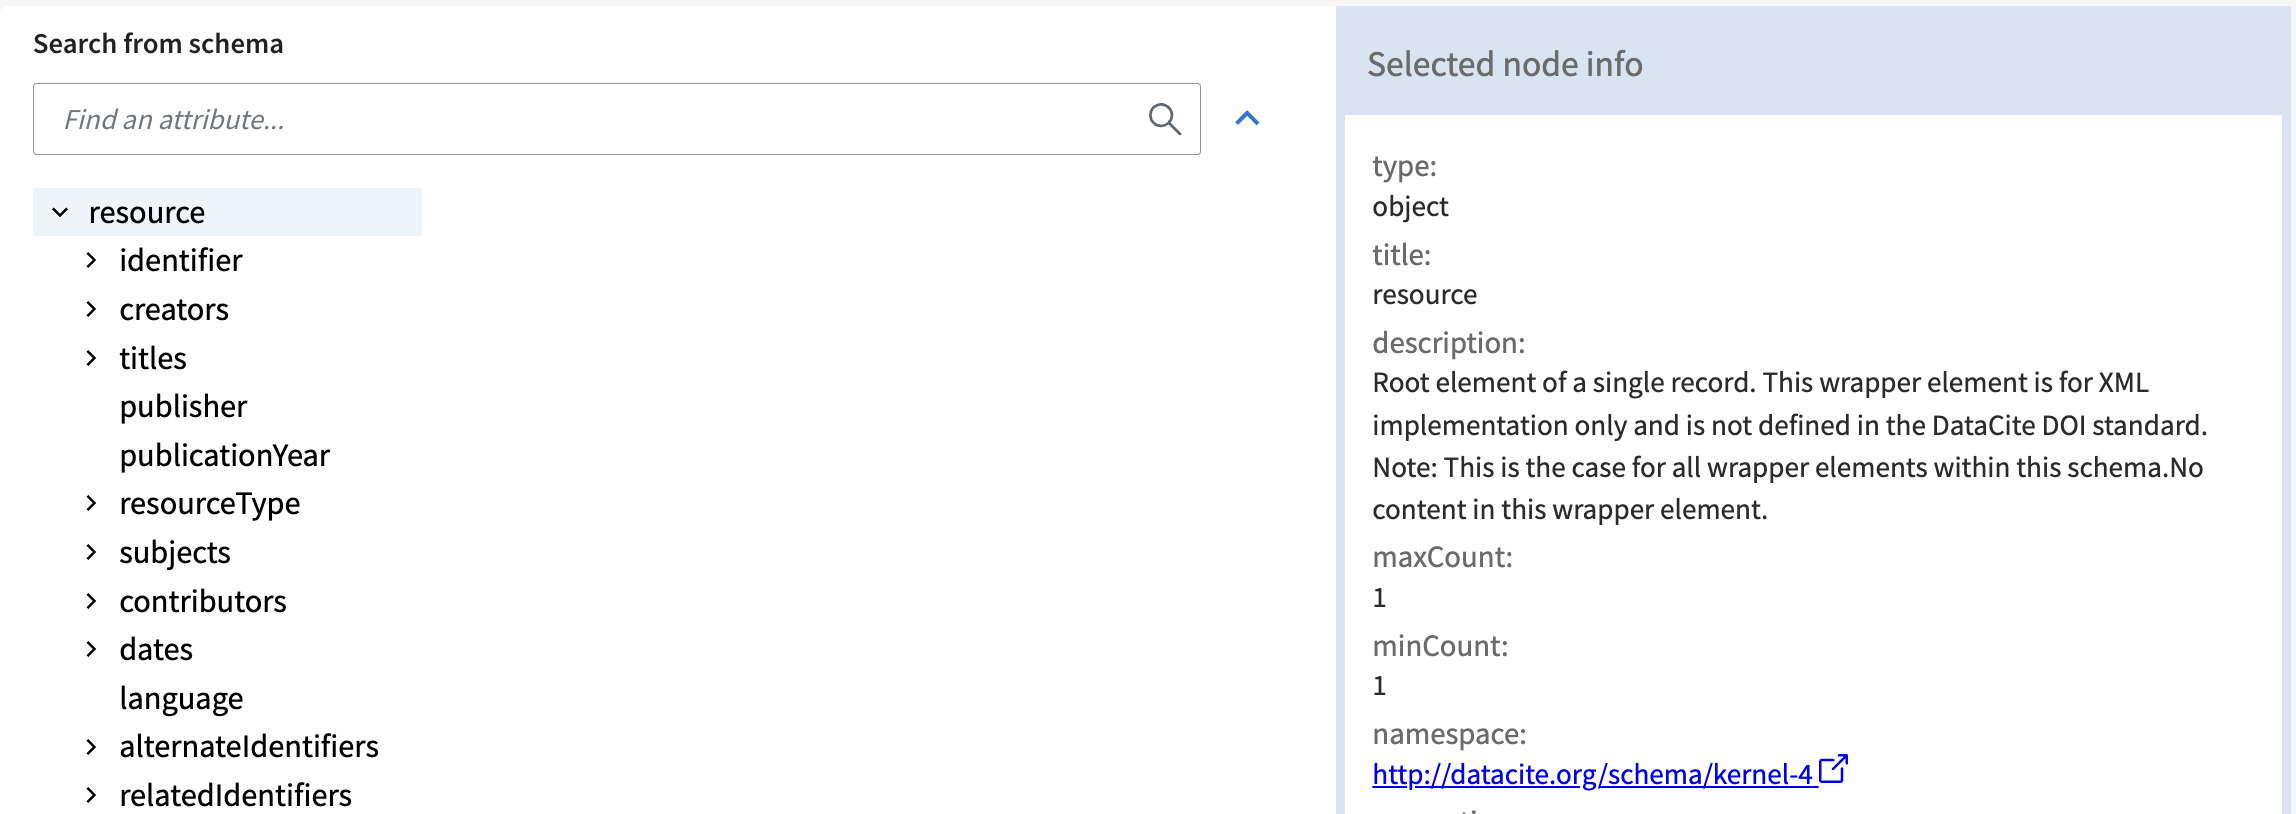 Search from schema
Find an attribute...
resource
identifier
creators
titles
publisher
publicationYear
resourceType
subjects
contributors
dates
language
alternateIdentifiers
relatedIdentifiers
Selected node info
type:
object
title:
resource
description:
Root element of a single record. This wrapper element is for XML
implementation only and is not defined in the DataCite DOI standard.
Note: This is the case for all wrapper elements within this schema.No
content in this wrapper element.
maxCount:
1
minCount:
1
namespace:
http://datacite.org/schema/kernel-4